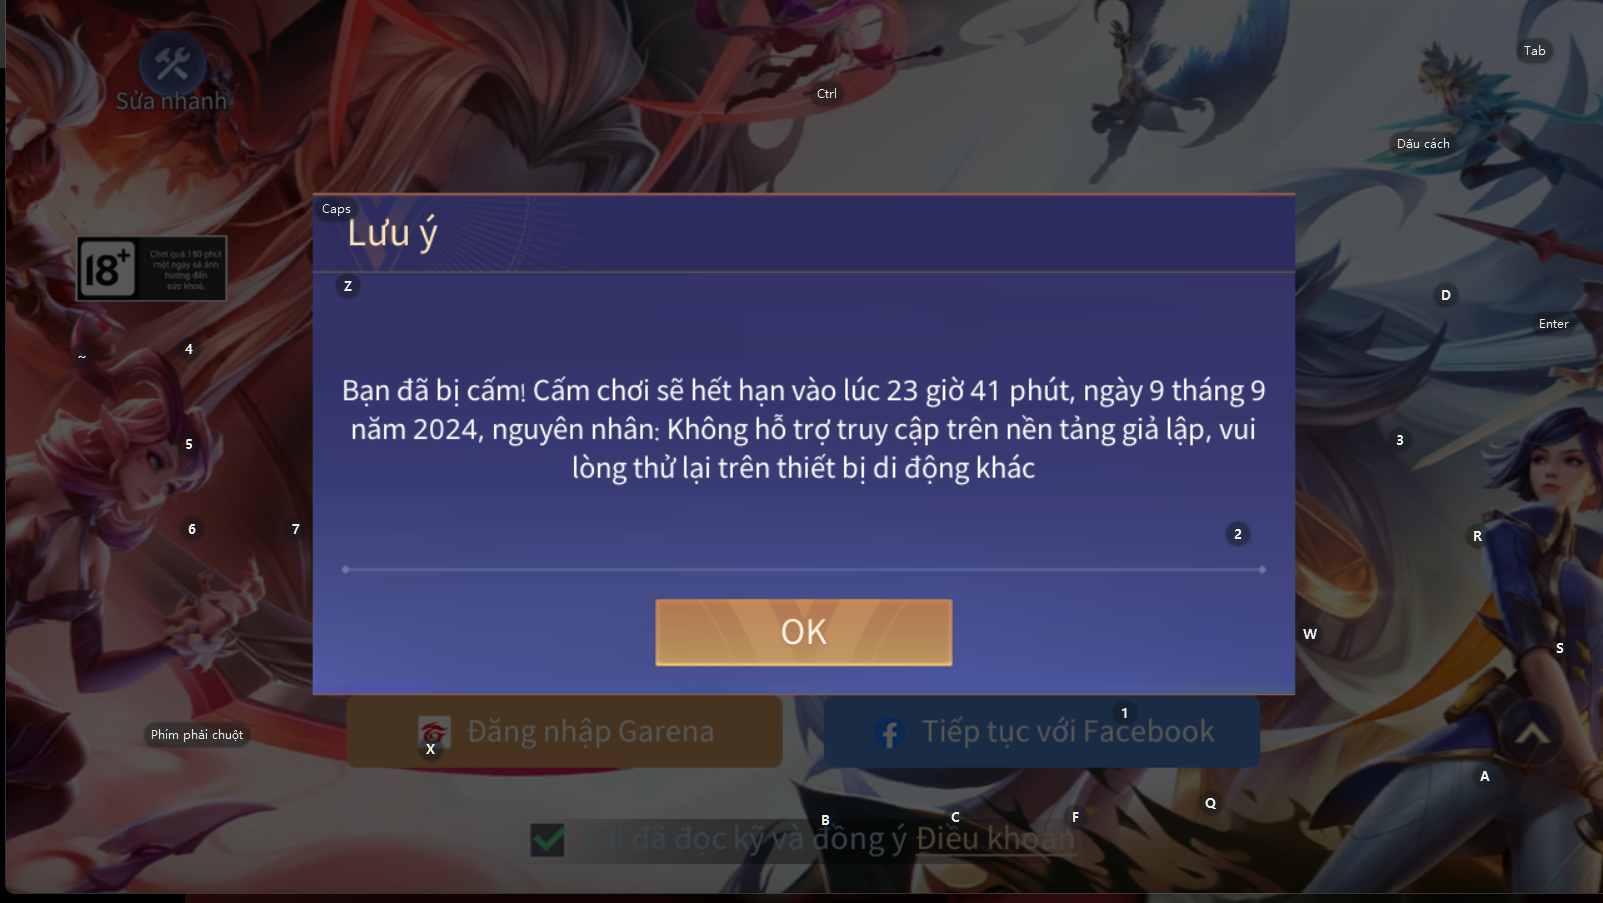 Tab
Ctrl
Sửa nhanh
Dấu cách
Caps
Lưu ý
18+
Chơi quá 180 phút
một ngày sẽ ảnh
hưởng đến
sức khoẻ.
Z
D
Enter
~
4
Bạn đã bị cấm! Cấm chơi sẽ hết hạn vào lúc 23 giờ 41 phút, ngày 9 tháng 9
năm 2024, nguyên nhân: Không hỗ trợ truy cập trên nền tảng giả lập, vui
lòng thử lại trên thiết bị di động khác
5
3
6
7
2
R
OK
W
S
1
Phím phải chuột
Đăng nhập Garena
Tiếp tục với Facebook
X
A
Q
B
C
F
Tôi đã đọc kỹ và đồng ý Điều khoản